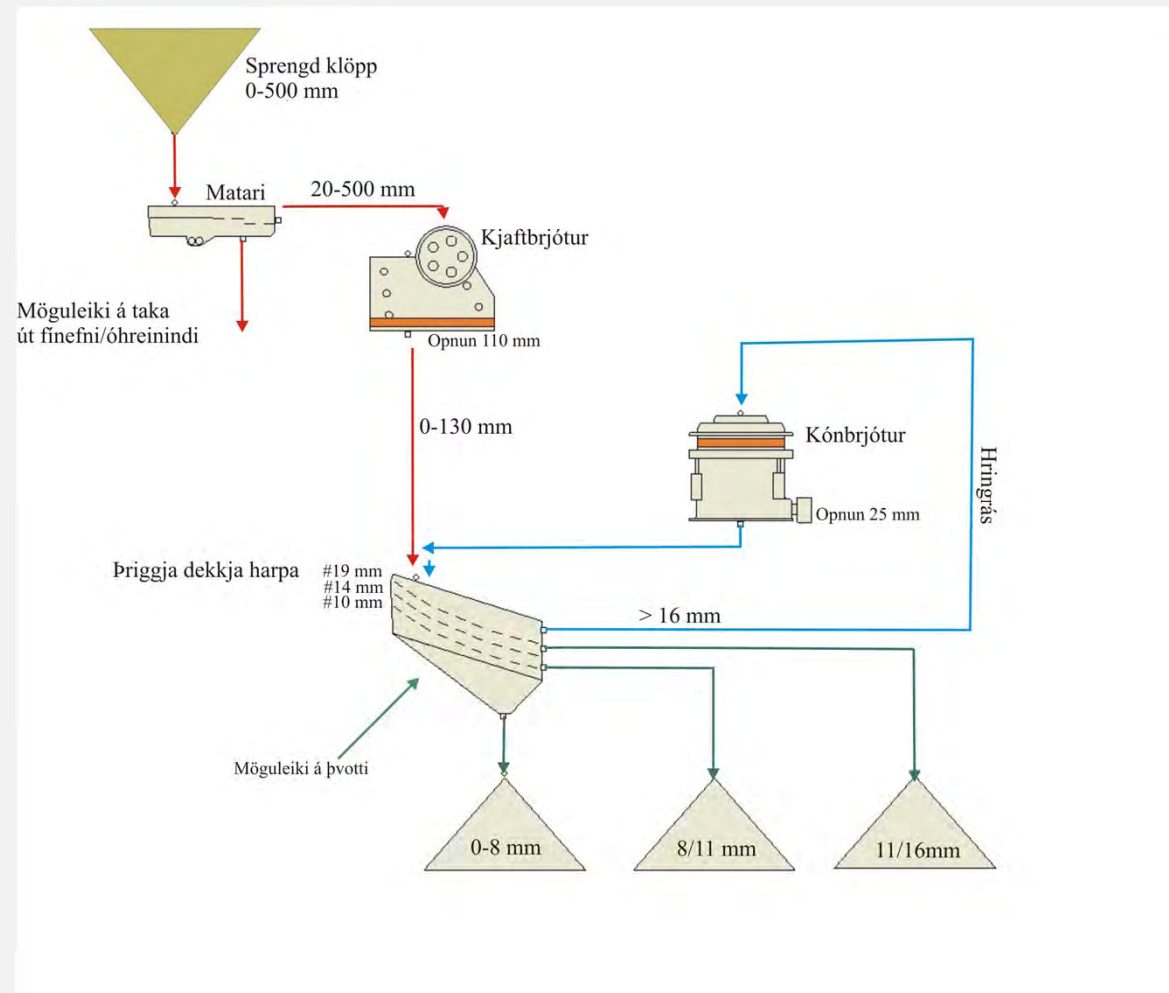 Sprengd klöpp
0-500 mm
Matari
20-500 mm
Kjaftbrjótur
Möguleiki á taka
út fínefni/óhreinindi
Opnun 110 mm
0-130 mm
Kónbrjótur
Hringrás
Opnun 25 mm
Þriggja dekkja harpa
#19 mm
#14 mm
#10 mm
> 16 mm
Möguleiki á þvotti
0-8 mm
8/11 mm
11/16mm